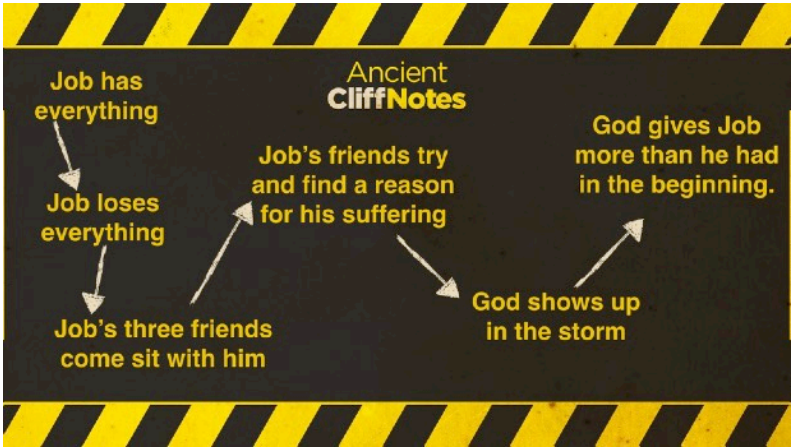 Ancient
CliffNotes
Job has
everything
Job loses
everything
Job's three friends
come sit with him
Job's friends try
and find a reason
for his suffering
God shows up
in the storm
God gives Job
more than he had
in the beginning.